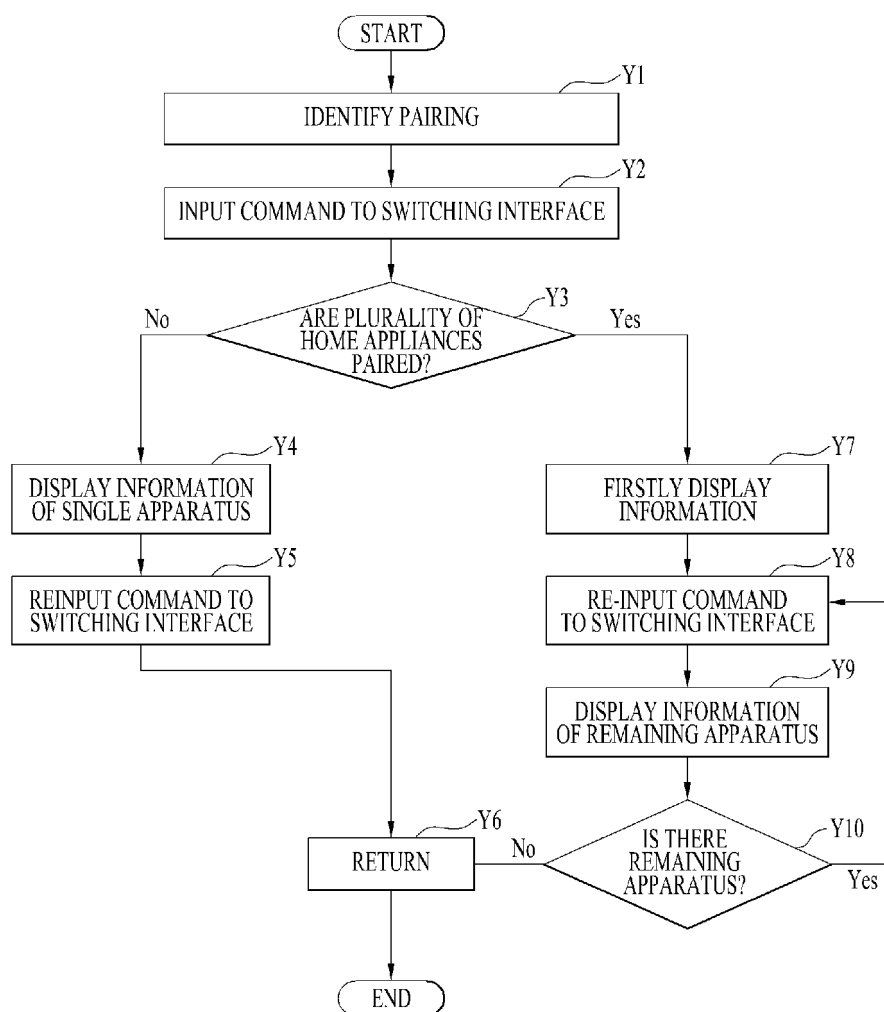 START
Y1
IDENTIFY PAIRING
Y2
INPUT COMMAND TO SWITCHING INTERFACE
Y3
No
ARE PLURALITY OF
HOME APPLIANCES
PAIRED?
Yes
Y4
DISPLAY INFORMATION
OF SINGLE APPARATUS
Y5
REINPUT COMMAND TO
SWITCHING INTERFACE
Y7
FIRSTLY DISPLAY
INFORMATION
Y8
RE-INPUT COMMAND
TO SWITCHING INTERFACE
Y9
DISPLAY INFORMATION
OF REMAINING APPARATUS
Y10
IS THERE
REMAINING
APPARATUS?
No
Yes
Y6
RETURN
END